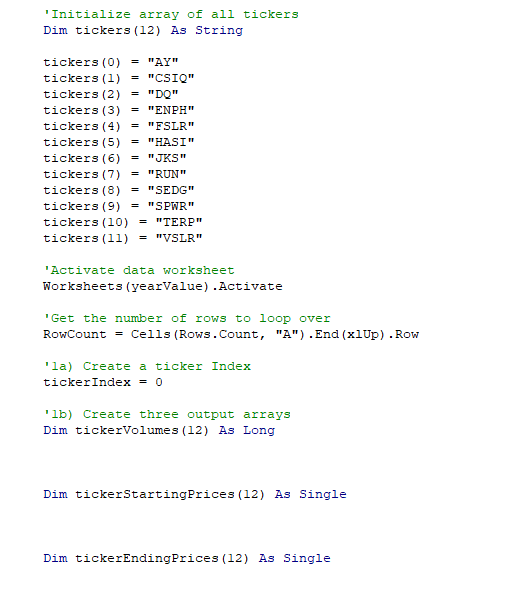 'Initialize array of all tickers
Dim tickers(12) As String
tickers(0) = "AY"
tickers(1) = "CSIQ"
tickers(2) = "DQ"
tickers(3) = "ENPH"
tickers(4) = "FSLR"
tickers(5) = "HASI"
tickers(6) = "JKS"
tickers(7) = "RUN"
tickers(8) = "SEDG"
tickers(9) = "SPWR"
tickers(10) = "TERP"
tickers(11) = "VSLR"
'Activate data worksheet
Worksheets(yearValue).Activate
'Get the number of rows to loop over
RowCount = Cells(Rows.Count, "A").End(xlUp).Row
'1a) Create a ticker Index
tickerIndex = 0
'1b) Create three output arrays
Dim tickerVolumes(12) As Long
Dim tickerStartingPrices(12) As Single
Dim tickerEndingPrices(12) As Single